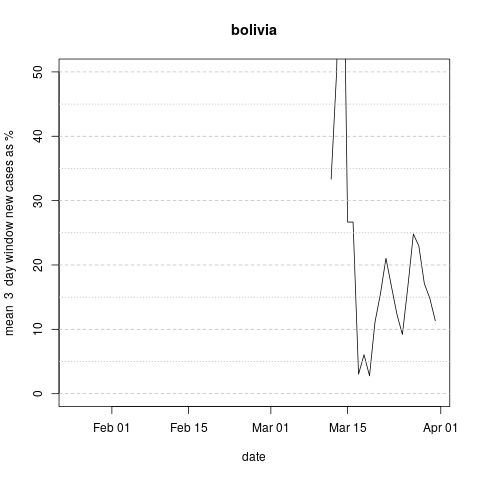 bolivia
mean  3  day window new cases as %
50
40
30
20
10
0
Feb 01
Feb 15
Mar 01
Mar 15
Apr 01
date